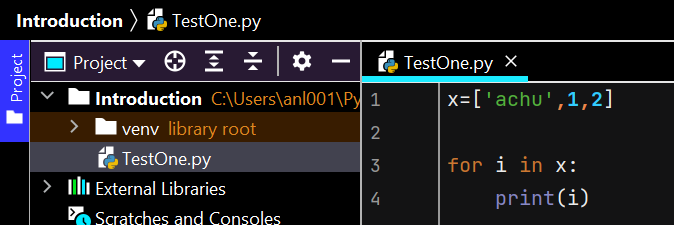 Introduction 〉 TestOne.py
Project
Project
Introduction C:\Users\anl001\Py
venv library root
TestOne.py
External Libraries
Scratches and Consoles
TestOne.py ×
1 x=['achu',1,2]
2
3 for i in x:
4     print(i)